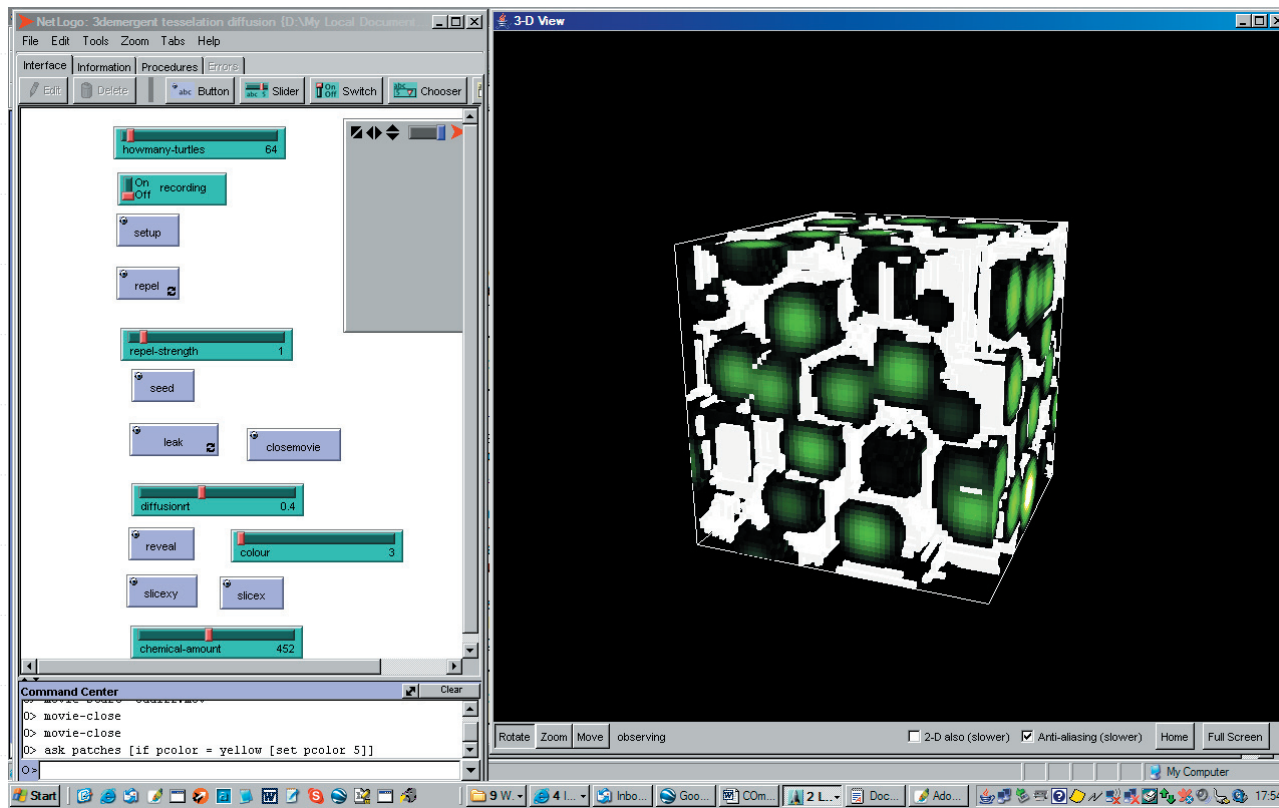 NetLogo: 3demergent tesselation diffusion {D:\My Local Document
File Edit Tools Zoom Tabs Help
Interface Information Procedures Errors
Edit Delete abc Button Slider On Off Switch Chooser
howmany-turtles 64
On
Off recording
setup
repel
repel-strength 1
seed
leak closemovie
diffusionrt 0.4
reveal colour 3
slicexy slicex
chemical-amount 452
Command Center Clear
O> movie-close
O> movie-close
O> ask patches [if pcolor = yellow [set pcolor 5]]
O>
3-D View
Rotate Zoom Move observing 2-D also (slower) Anti-aliasing (slower) Home Full Screen
My Computer
Start 9 W. 4 I... Inbo... Goo... COm... 2 L.. Doc... Ado... 17:5